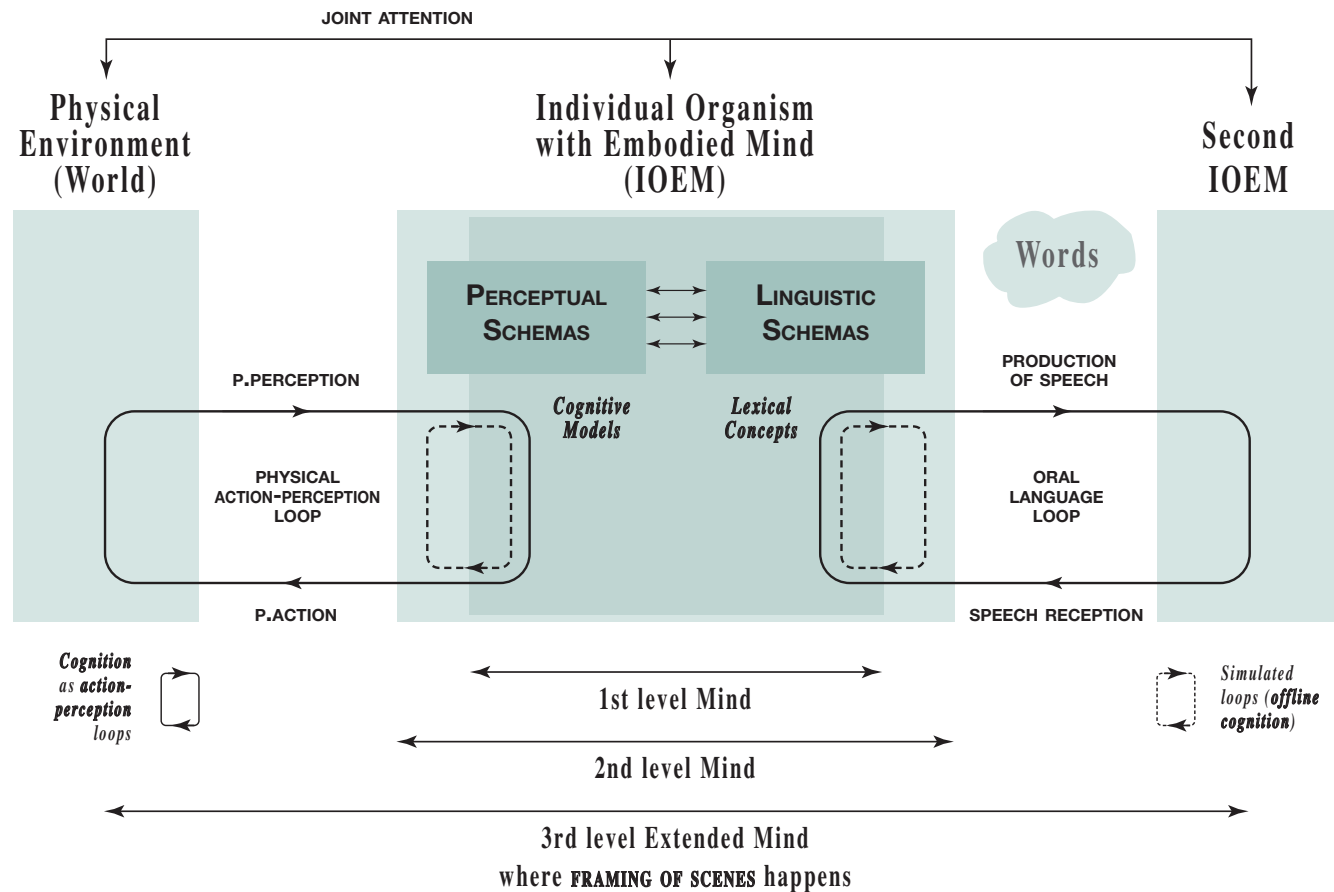 JOINT ATTENTION
Physical
Environment
(World)
Individual Organism
with Embodied Mind
(IOEM)
Second
IOEM
Words
PERCEPTUAL
SCHEMAS
LINGUISTIC
SCHEMAS
P.PERCEPTION
PRODUCTION
OF SPEECH
Cognitive
Models
Lexical
Concepts
PHYSICAL
ACTION-PERCEPTION
LOOP
ORAL
LANGUAGE
LOOP
P.ACTION
SPEECH RECEPTION
Cognition
as action-
perception
loops
1st level Mind
Simulated
loops (offline
cognition)
2nd level Mind
3rd level Extended Mind
where FRAMING OF SCENES happens